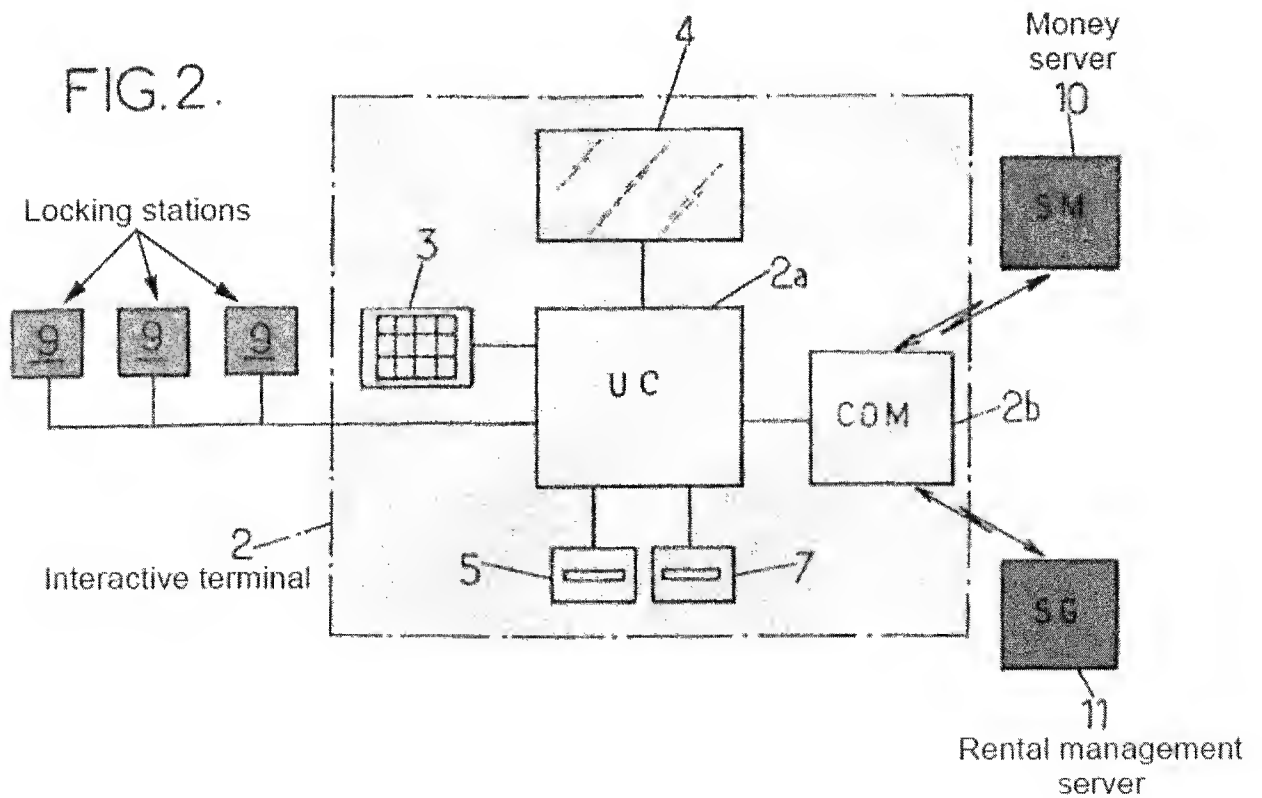 FIG.2.
4
Money
server
10
SM
Locking stations
3
2a
9
9
9
UC
COM
2b
2
Interactive terminal
5
7
SG
11
Rental management
server